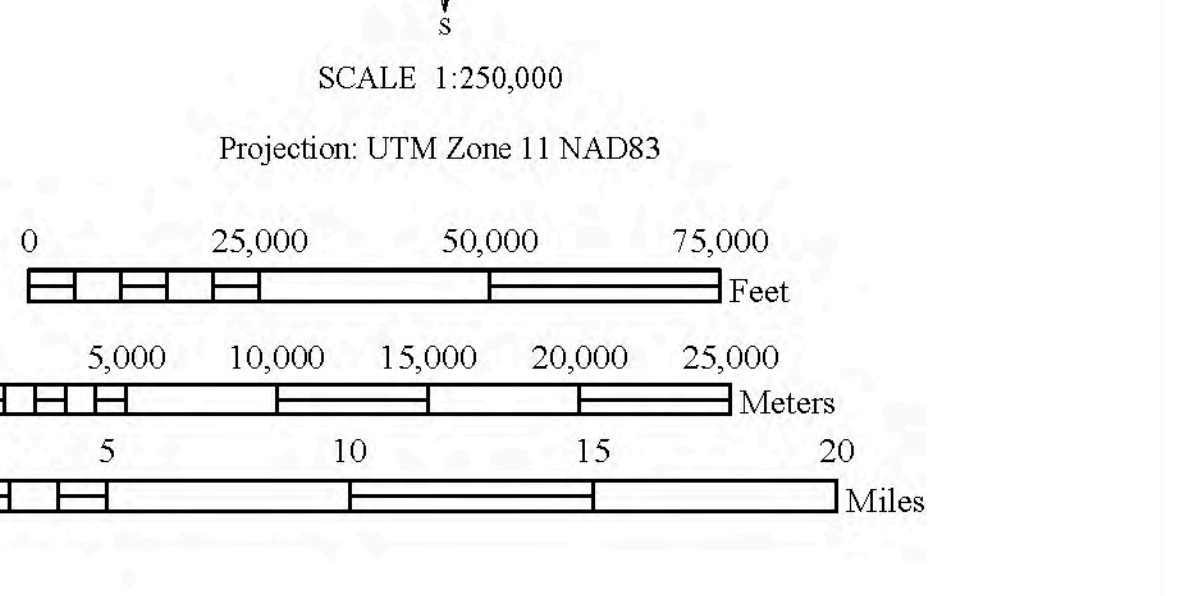 S
SCALE 1:250,000
Projection: UTM Zone 11 NAD83
0 25,000 50,000 75,000
Feet
5,000 10,000 15,000 20,000 25,000
Meters
5 10 15 20
Miles